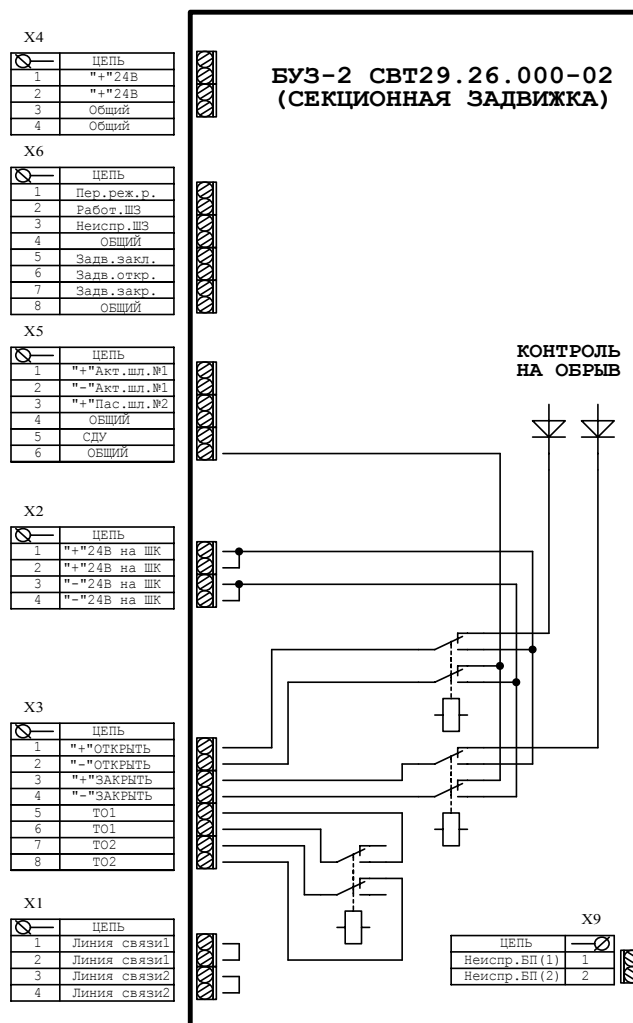 X4
ЦЕПЬ
1 "+"24В
2 "+"24В
3 Общий
4 Общий
БУЗ-2 СВТ29.26.000-02
(СЕКЦИОННАЯ ЗАДВИЖКА)
X6
ЦЕПЬ
1 Пер.реж.р.
2 Работ.ШЗ
3 Неиспр.ШЗ
4 ОБЩИЙ
5 Задв.закл.
6 Задв.откр.
7 Задв.закр.
8 ОБЩИЙ
X5
ЦЕПЬ
1 "+"Акт.шл.№1
2 "-"Акт.шл.№1
3 "+"Пас.шл.№2
4 ОБЩИЙ
5 СДУ
6 ОБЩИЙ
КОНТРОЛЬ
НА ОБРЫВ
X2
ЦЕПЬ
1 "+"24В на ШК
2 "+"24В на ШК
3 "-"24В на ШК
4 "-"24В на ШК
X3
ЦЕПЬ
1 "+"ОТКРЫТЬ
2 "-"ОТКРЫТЬ
3 "+"ЗАКРЫТЬ
4 "-"ЗАКРЫТЬ
5 ТО1
6 ТО1
7 ТО2
8 ТО2
X1
ЦЕПЬ
1 Линия связи1
2 Линия связи1
3 Линия связи2
4 Линия связи2
X9
ЦЕПЬ
Неиспр.БП(1) 1
Неиспр.БП(2) 2